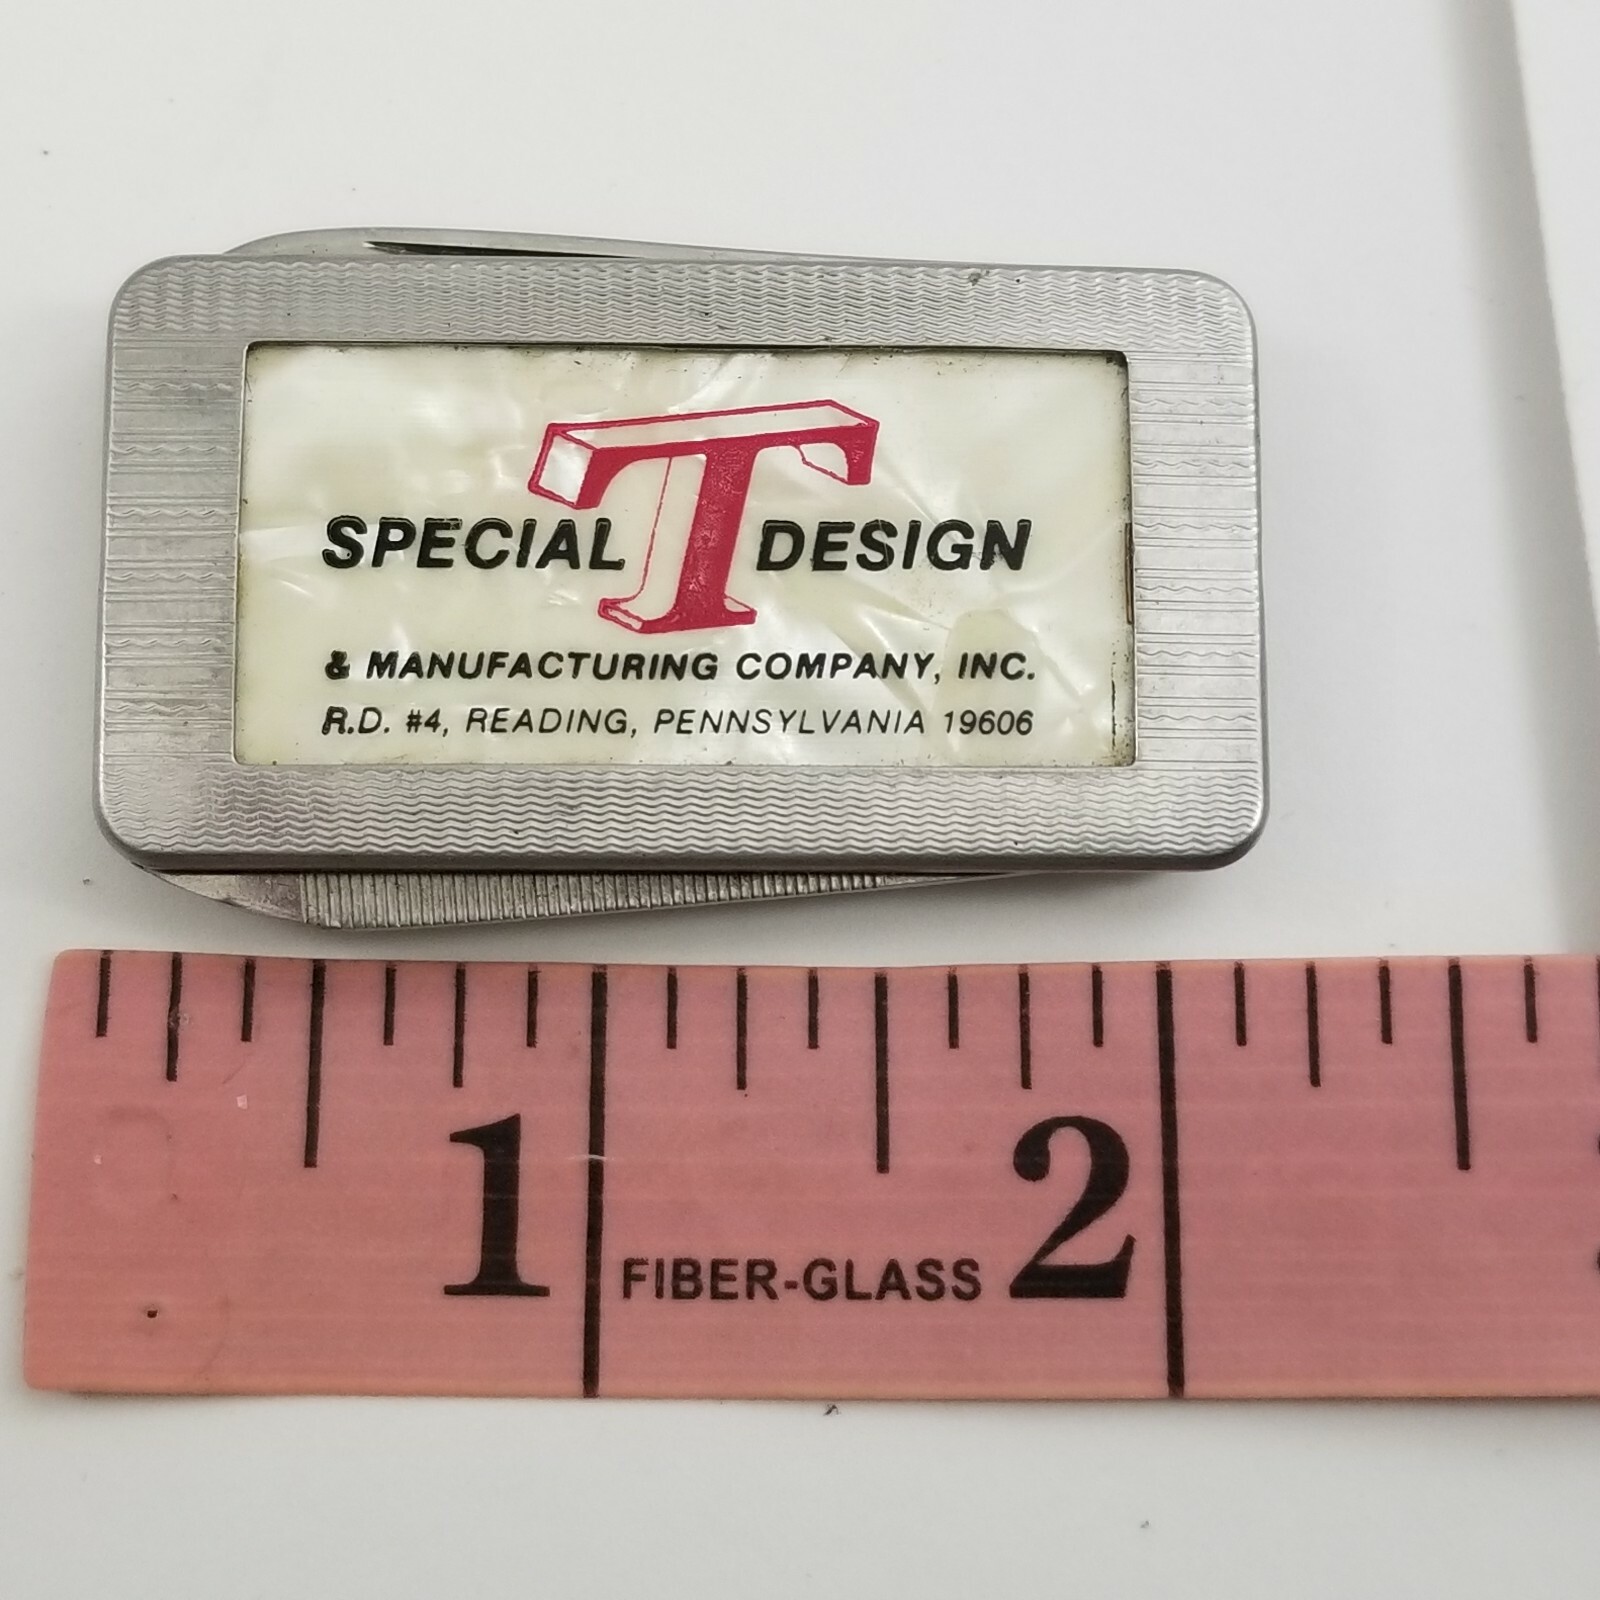 SPECIAL T DESIGN
& MANUFACTURING COMPANY, INC.
R.D. #4, READING, PENNSYLVANIA 19606
1 2
FIBER-GLASS